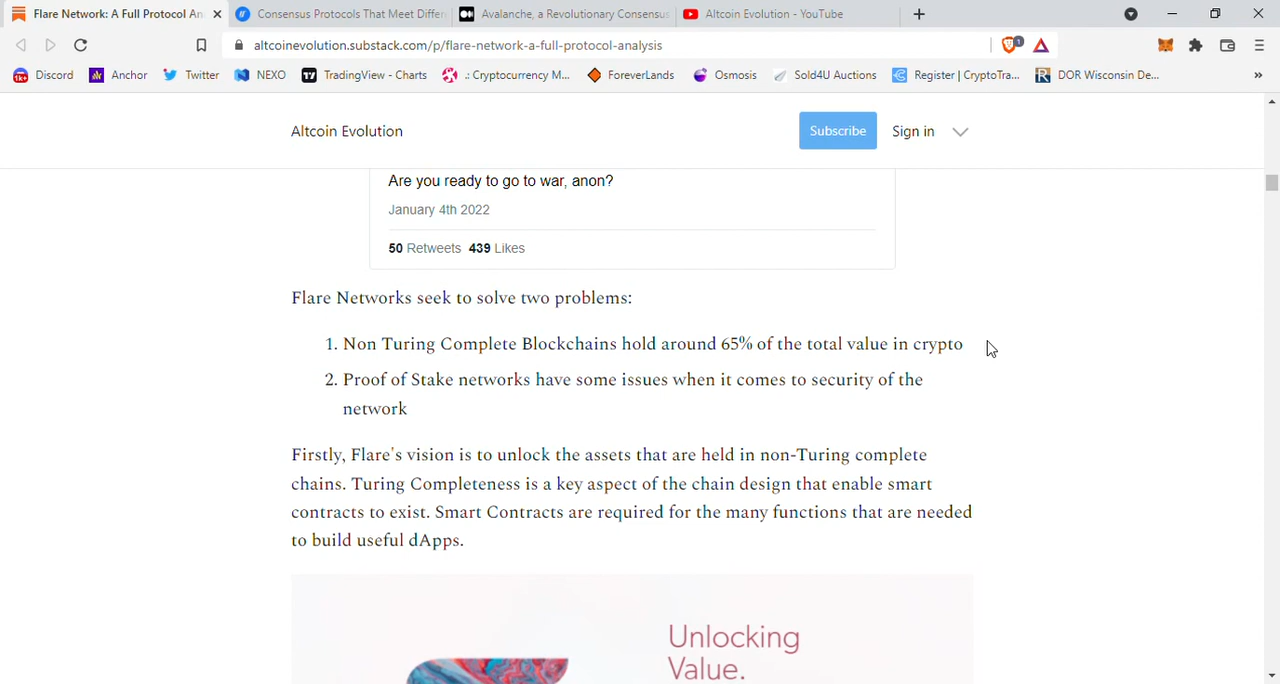 Flare Network: A Full Protocol An
Consensus Protocols That Meet Differ
Avalanche, a Revolutionary Consensus
Altcoin Evolution - YouTube
altcoinevolution.substack.com/p/flare-network-a-full-protocol-analysis
Discord
Anchor
Twitter
NEXO
TradingView - Charts
.: Cryptocurrency M...
ForeverLands
Osmosis
Sold4U Auctions
Register | CryptoTra...
DOR Wisconsin De...
Altcoin Evolution
Subscribe
Sign in
Are you ready to go to war, anon?
January 4th 2022
50 Retweets 439 Likes
Flare Networks seek to solve two problems:
1. Non Turing Complete Blockchains hold around 65% of the total value in crypto
2. Proof of Stake networks have some issues when it comes to security of the
network
Firstly, Flare's vision is to unlock the assets that are held in non-Turing complete
chains. Turing Completeness is a key aspect of the chain design that enable smart
contracts to exist. Smart Contracts are required for the many functions that are needed
to build useful dApps.
Unlocking
Value.